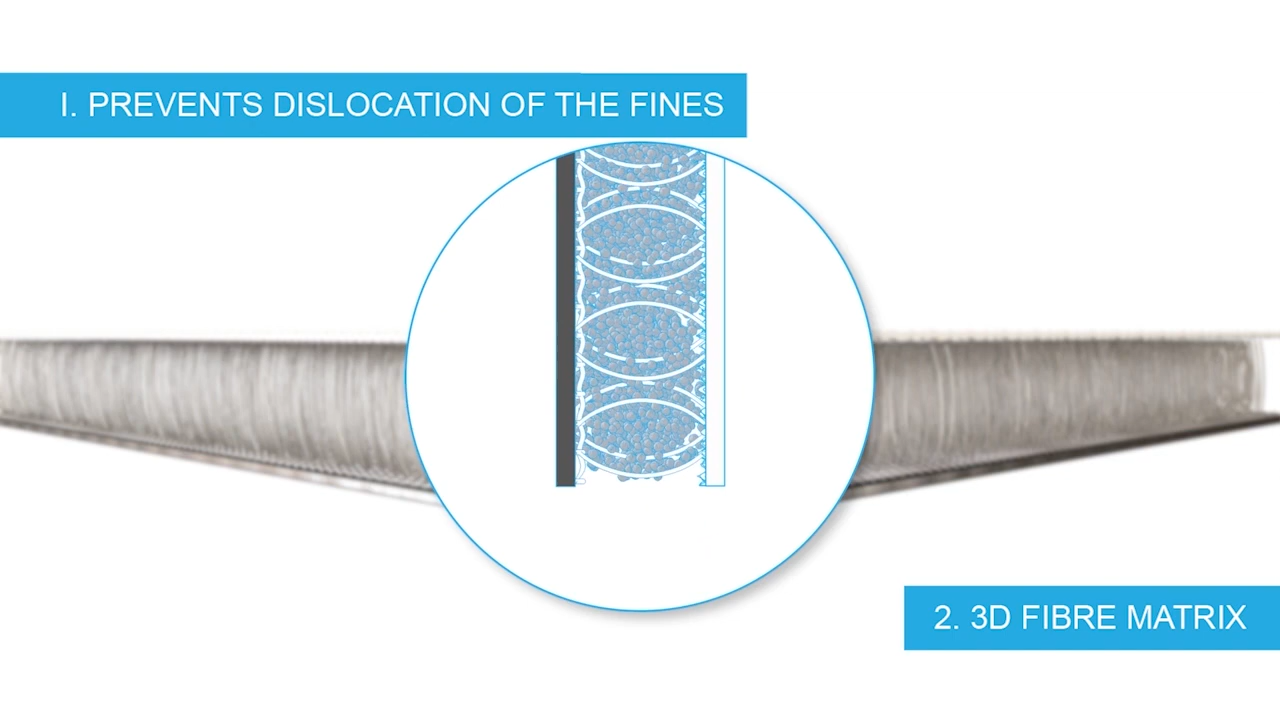 I. PREVENTS DISLOCATION OF THE FINES
2. 3D FIBRE MATRIX